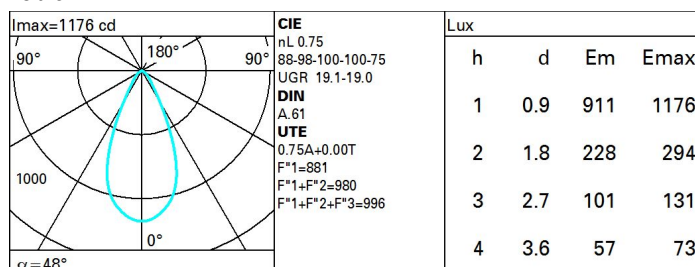 Imax=1176 cd
90°
180°
90°
1000
0°
α=48°
CIE
nL 0.75
88-98-100-100-75
UGR 19.1-19.0
DIN
A.61
UTE
0.75A+0.00T
F"1=881
F"1+F"2=980
F"1+F"2+F"3=996
Lux
h d Em Emax
1 0.9 911 1176
2 1.8 228 294
3 2.7 101 131
4 3.6 57 73